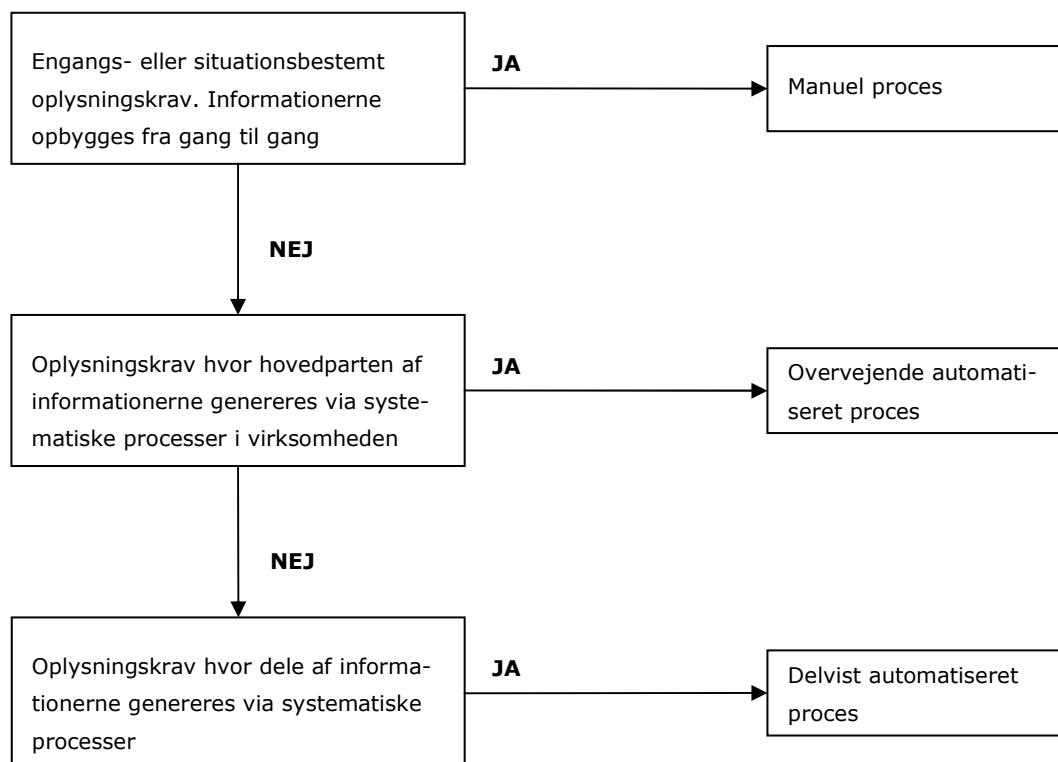 Engangs- eller situationsbestemt
oplysningskrav. Informationerne
opbygges fra gang til gang
JA
Manuel proces
NEJ
Oplysningskrav hvor hovedparten af
informationerne genereres via syste-
matiske processer i virksomheden
JA
Overvejende automati-
seret proces
NEJ
Oplysningskrav hvor dele af informa-
tionerne genereres via systematiske
processer
JA
Delvist automatiseret
proces